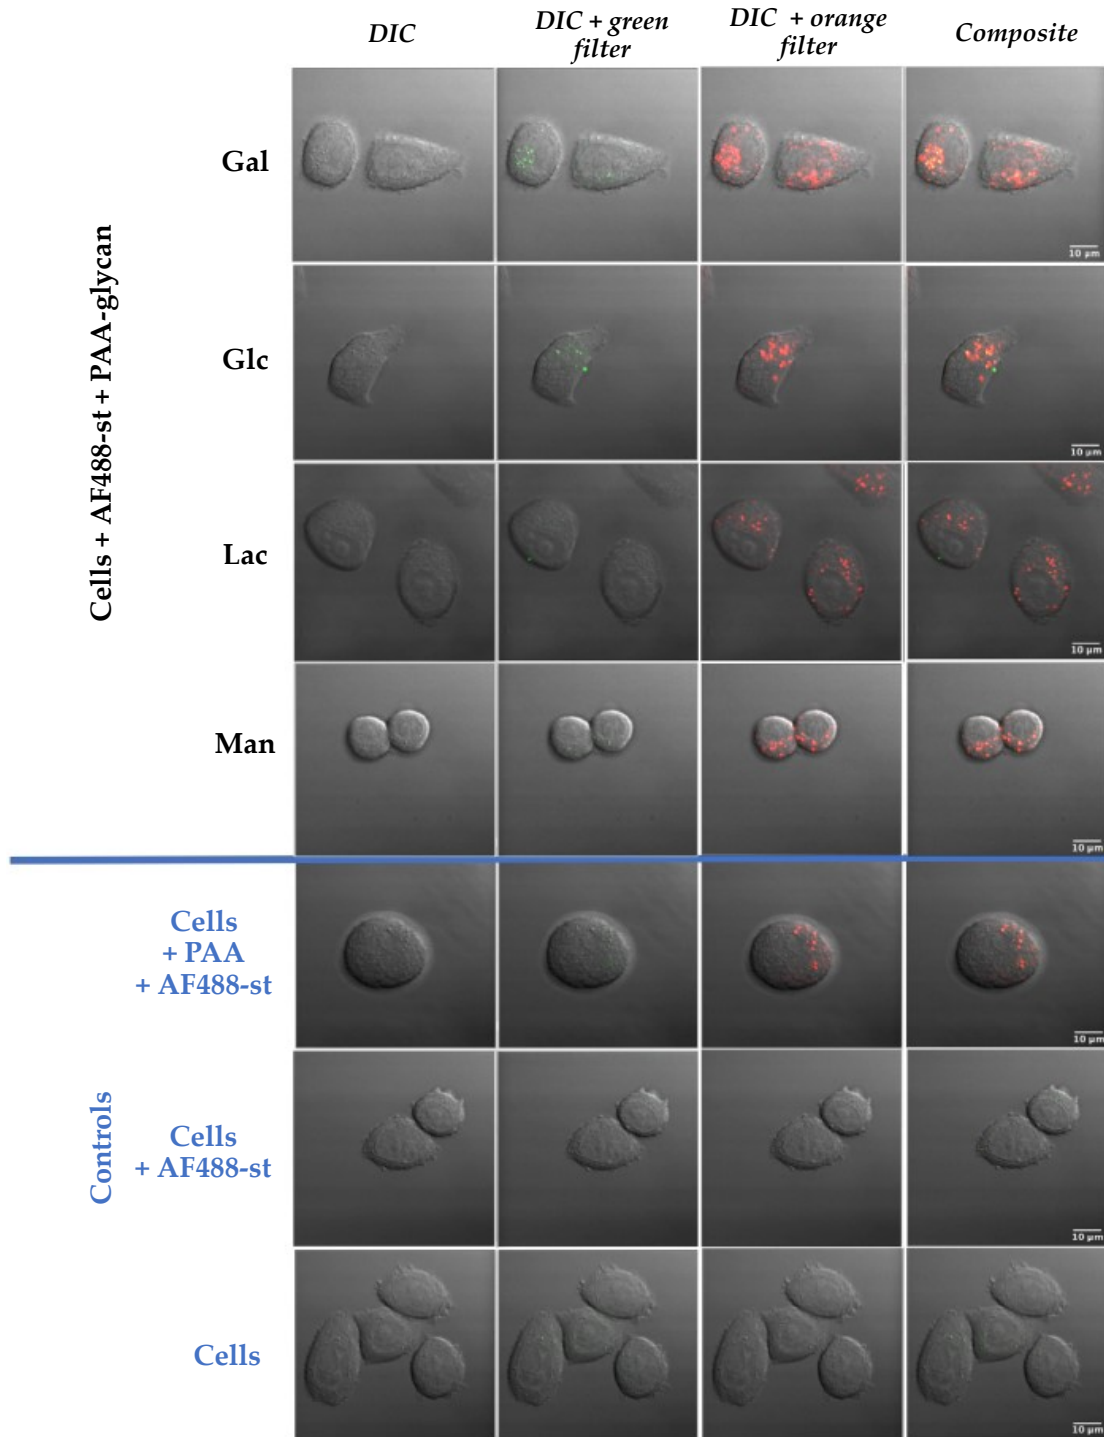 DIC
DIC + green
filter
DIC + orange
filter
Composite
Cells + AF488-st + PAA-glycan
Gal
10 µm
Glc
10 µm
Lac
10 µm
Man
10 µm
Controls
Cells
+ PAA
+ AF488-st
10 µm
Cells
+ AF488-st
10 µm
Cells
10 µm